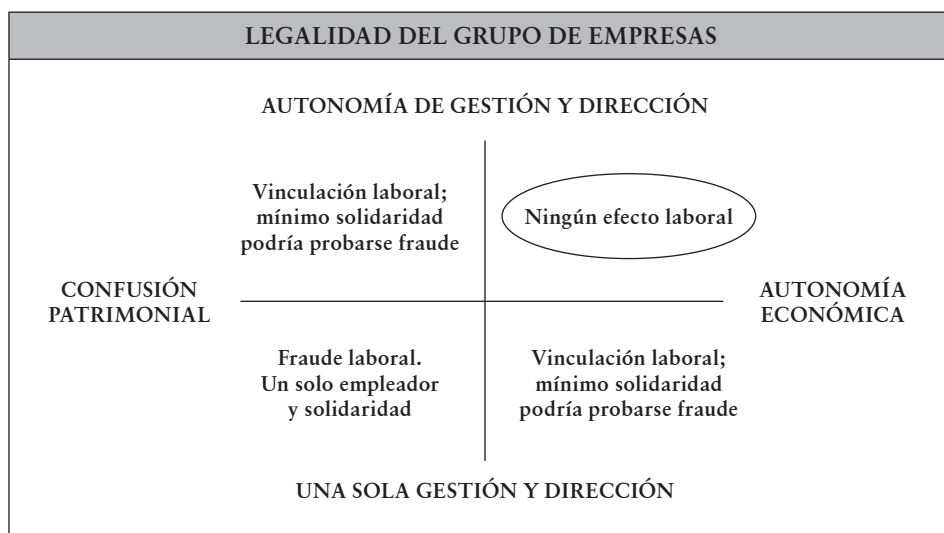 LEGALIDAD DEL GRUPO DE EMPRESAS
AUTONOMÍA DE GESTIÓN Y DIRECCIÓN
Vinculación laboral;
mínimo solidaridad
podría probarse fraude
Ningún efecto laboral
CONFUSIÓN
PATRIMONIAL
AUTONOMÍA
ECONÓMICA
Fraude laboral.
Un solo empleador
y solidaridad
Vinculación laboral;
mínimo solidaridad
podría probarse fraude
UNA SOLA GESTIÓN Y DIRECCIÓN